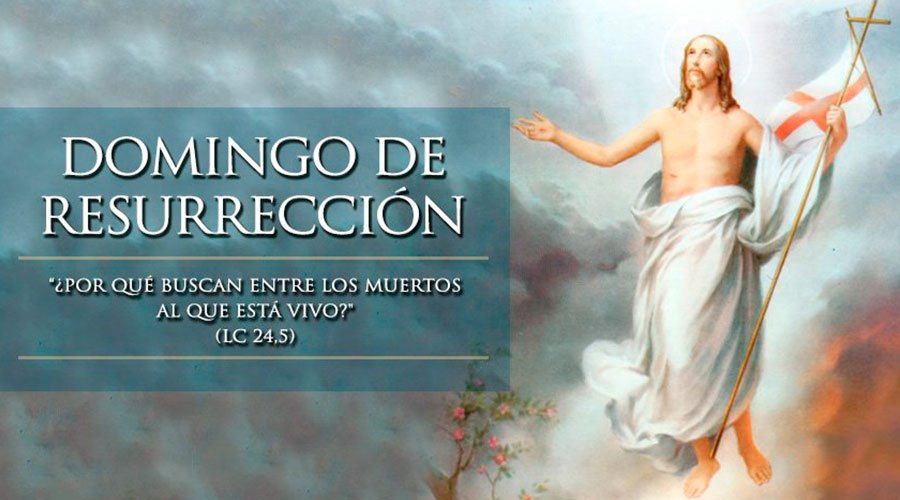 DOMINGO DE
RESURRECCIÓN
"¿POR QUÉ BUSCAN ENTRE LOS MUERTOS
AL QUE ESTÁ VIVO?"
(LC 24,5)